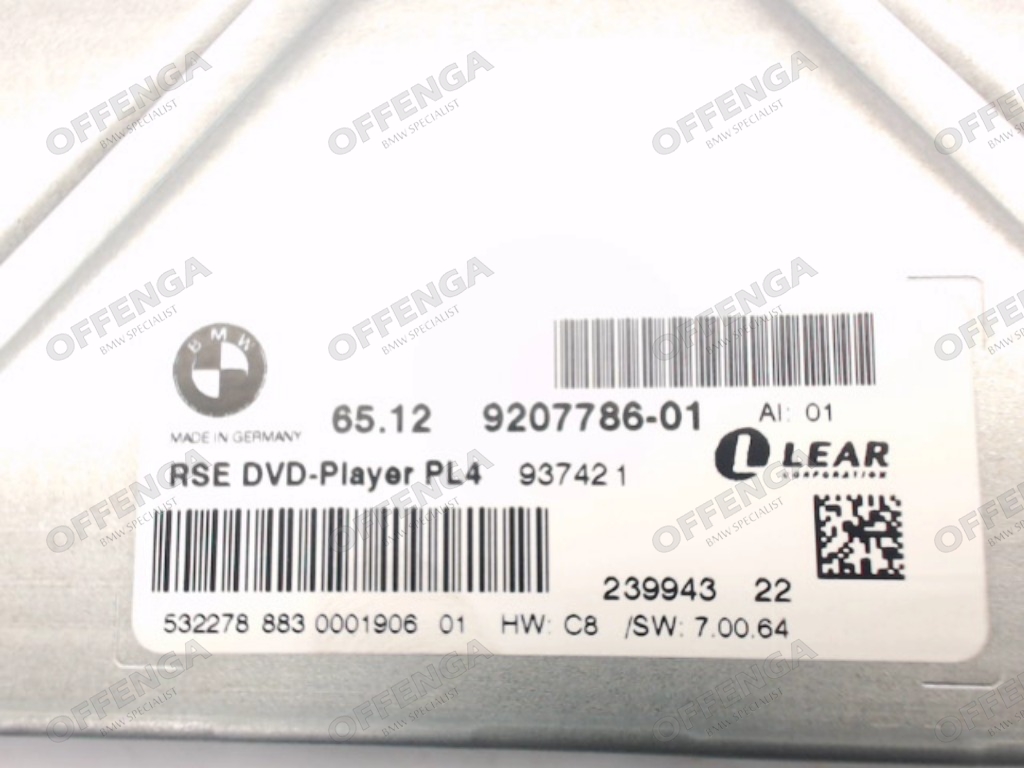 BMW
MADE IN GERMANY
65.12 9207786-01 AI: 01
RSE DVD-Player PL4 937421
LEAR
CORPORATION
239943 22
532278 883 0001906 01 HW: C8 /SW: 7.00.64
OFFENGA
BMW SPECIALIST